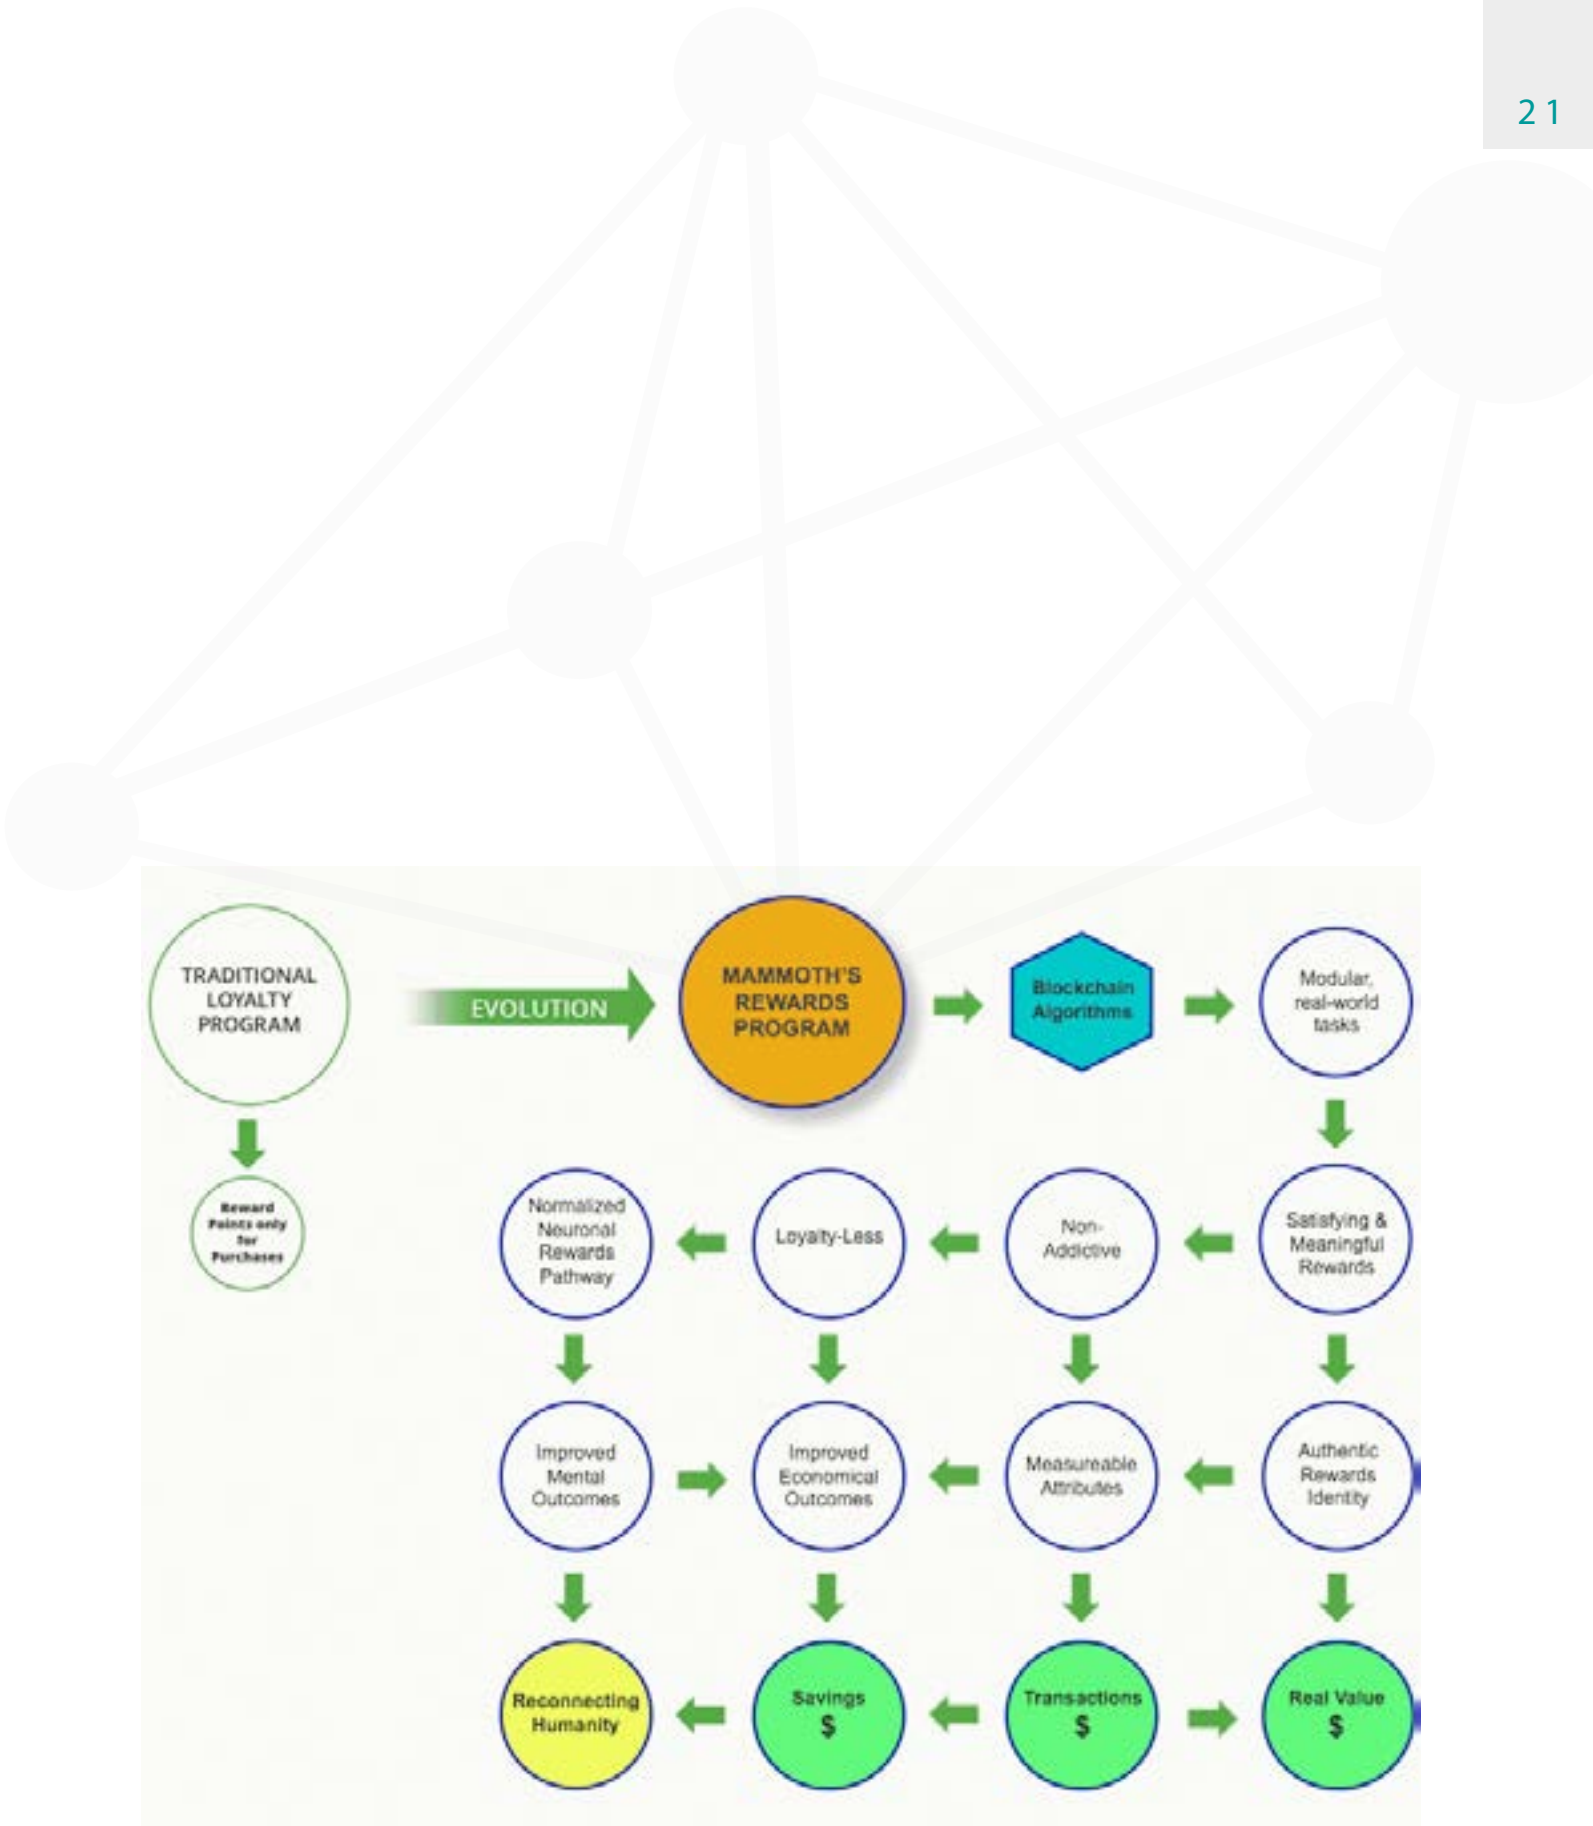 21
TRADITIONAL
LOYALTY
PROGRAM
EVOLUTION
MAMMOTH'S
REWARDS
PROGRAM
Blockchain
Algorithms
Modular,
real-world
tasks
Reward
Points only
for
Purchases
Normalized
Neuronal
Rewards
Pathway
Loyalty-Less
Non-
Addictive
Satisfying &
Meaningful
Rewards
Improved
Mental
Outcomes
Improved
Economical
Outcomes
Measureable
Attributes
Authentic
Rewards
Identity
Reconnecting
Humanity
Savings
$
Transactions
$
Real Value
$